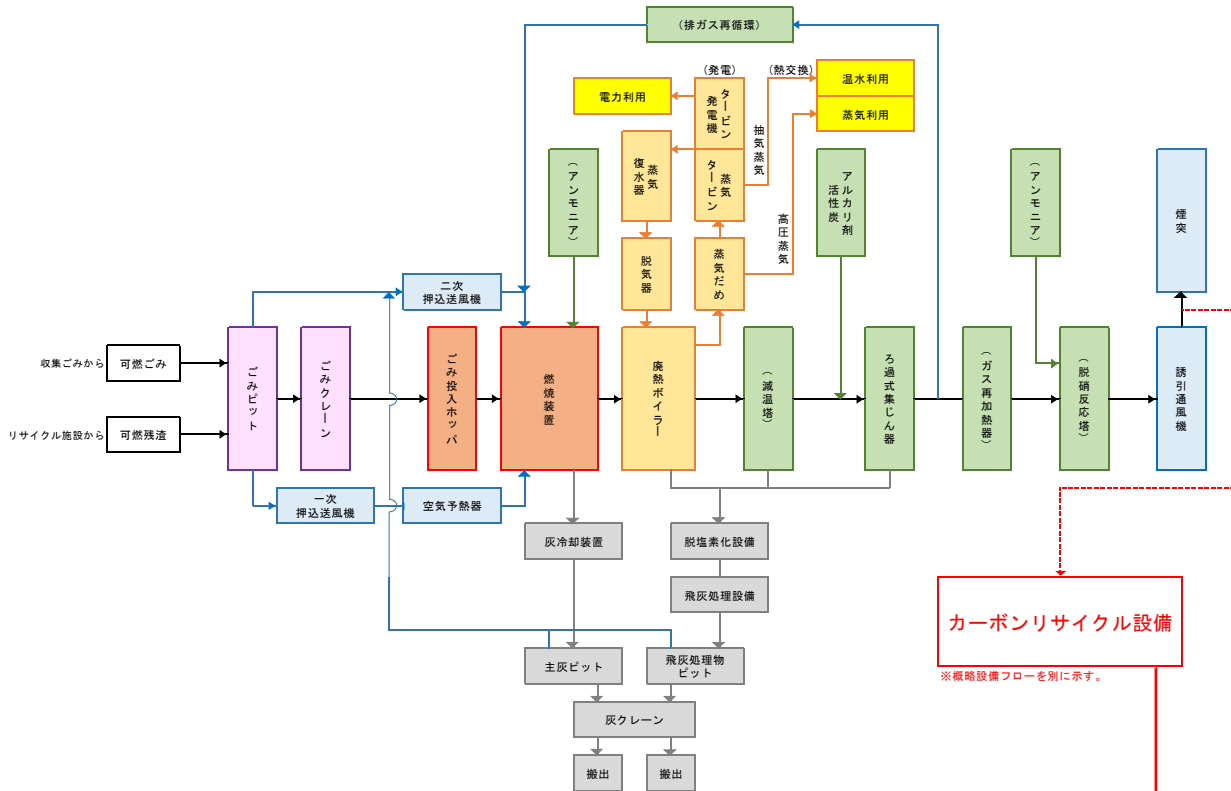 (排ガス再循環)
(発電)
(熱交換)
電力利用
タービン
発電機
温水利用
蒸気利用
抽気蒸気
蒸気
復水器
蒸気
タービン
(アンモニア)
アルカリ剤
活性炭
(アンモニア)
煙突
高圧蒸気
脱気器
蒸気だめ
二次
押込送風機
収集ごみから
可燃ごみ
リサイクル施設から
可燃残渣
ごみピット
ごみクレーン
ごみ投入ホッパ
燃焼装置
廃熱ボイラー
(減温塔)
ろ過式集じん器
(ガス再加熱器)
(脱硝反応塔)
誘引通風機
一次
押込送風機
空気予熱器
灰冷却装置
脱塩素化設備
飛灰処理設備
主灰ピット
飛灰処理物
ピット
灰クレーン
搬出
搬出
カーボンリサイクル設備
※概略設備フローを別に示す。